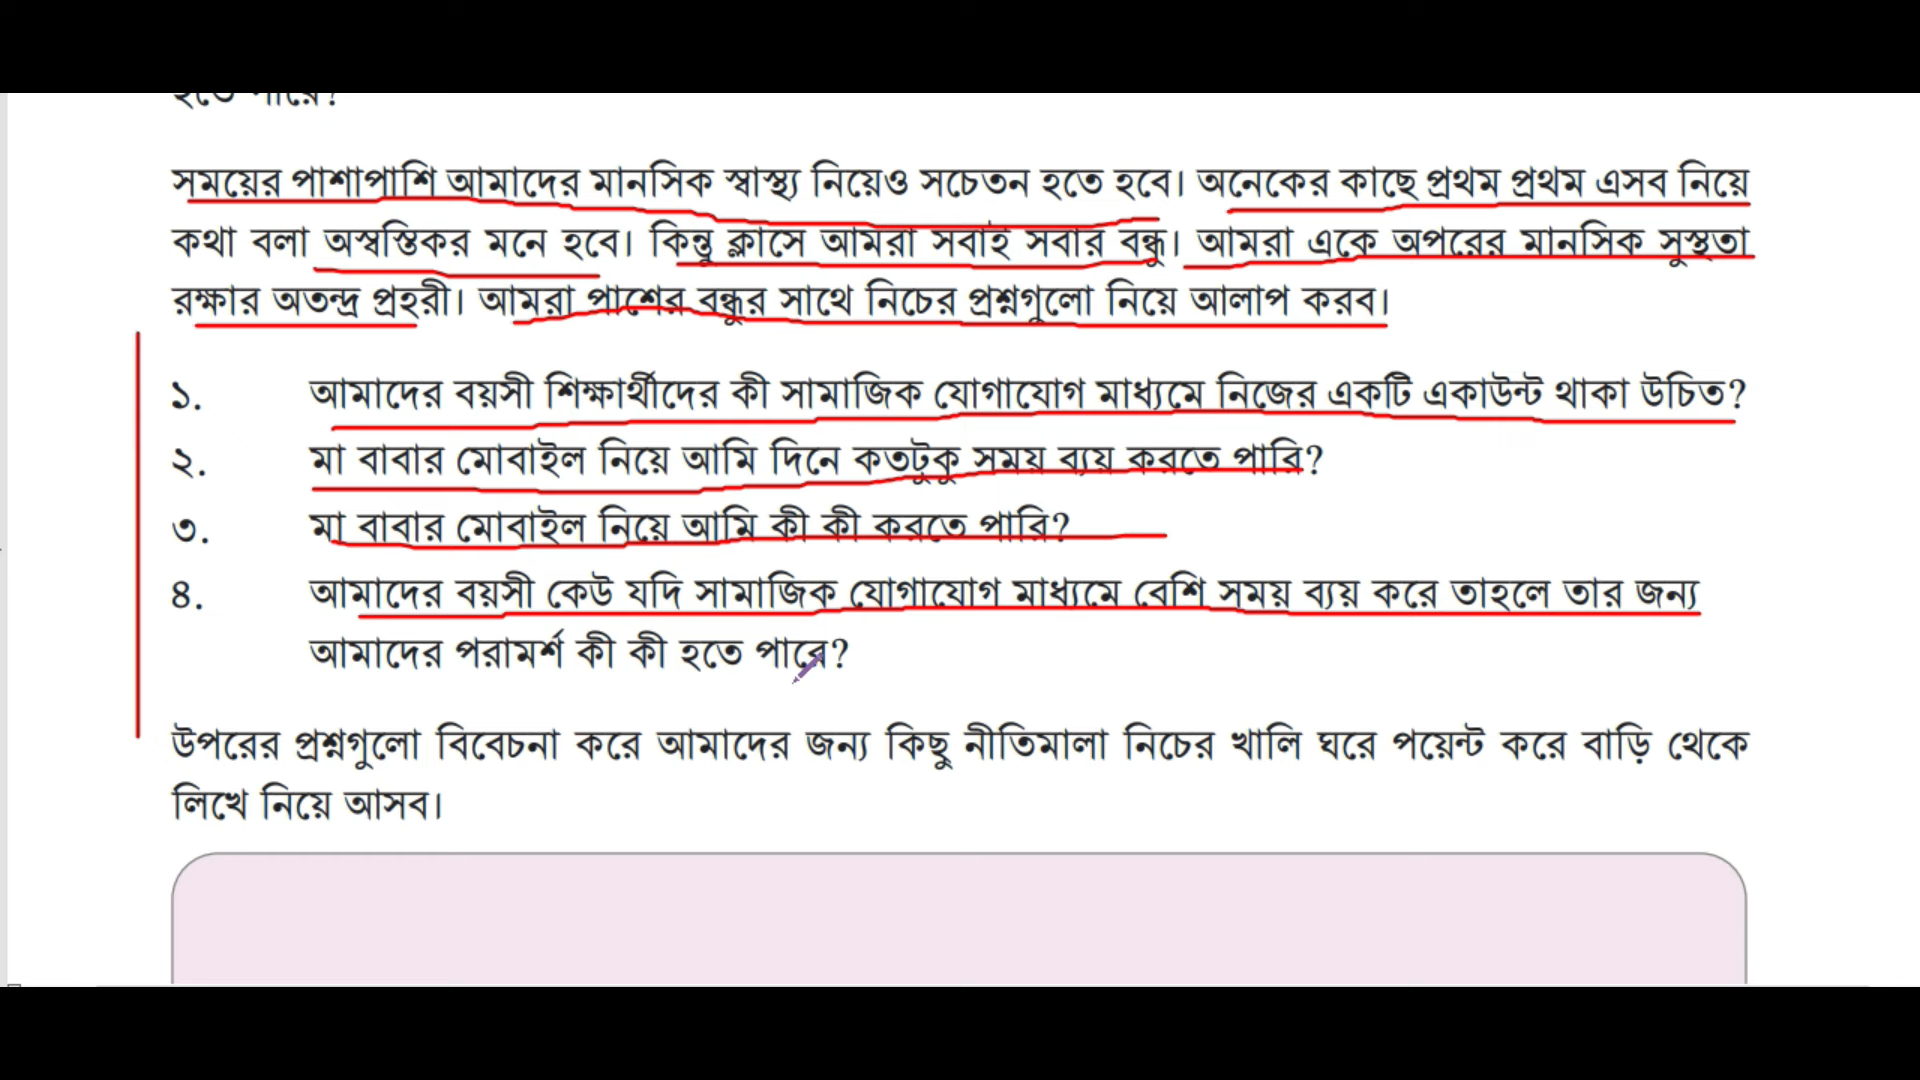 হতে পারে?
সময়ের পাশাপাশি আমাদের মানসিক স্বাস্থ্য নিয়েও সচেতন হতে হবে। অনেকের কাছে প্রথম প্রথম এসব নিয়ে
কথা বলা অস্বস্তিকর মনে হবে। কিন্তু ক্লাসে আমরা সবাই সবার বন্ধু। আমরা একে অপরের মানসিক সুস্থতা
রক্ষার অতন্দ্র প্রহরী। আমরা পাশের বন্ধুর সাথে নিচের প্রশ্নগুলো নিয়ে আলাপ করব।
১. আমাদের বয়সী শিক্ষার্থীদের কী সামাজিক যোগাযোগ মাধ্যমে নিজের একটি একাউন্ট থাকা উচিত?
২. মা বাবার মোবাইল নিয়ে আমি দিনে কতটুকু সময় ব্যয় করতে পারি?
৩. মা বাবার মোবাইল নিয়ে আমি কী কী করতে পারি?
৪. আমাদের বয়সী কেউ যদি সামাজিক যোগাযোগ মাধ্যমে বেশি সময় ব্যয় করে তাহলে তার জন্য
আমাদের পরামর্শ কী কী হতে পারে?
উপরের প্রশ্নগুলো বিবেচনা করে আমাদের জন্য কিছু নীতিমালা নিচের খালি ঘরে পয়েন্ট করে বাড়ি থেকে
লিখে নিয়ে আসব।